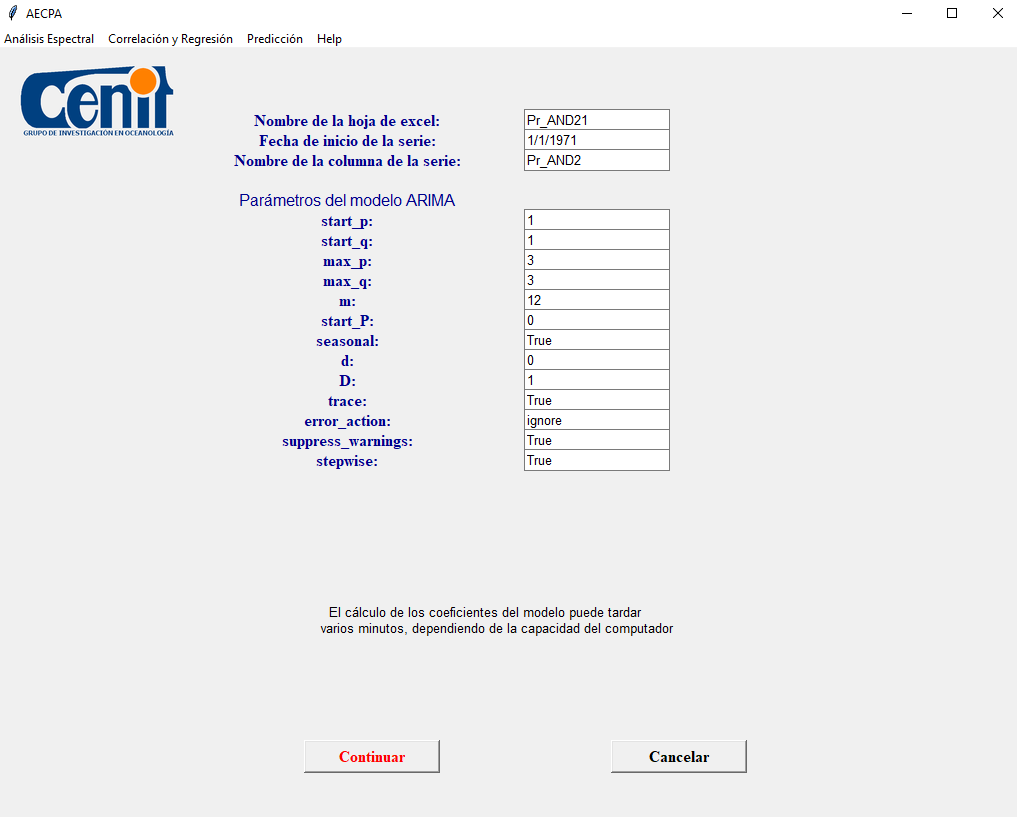 AECPA
Análisis Espectral Correlación y Regresión Predicción Help
Cenit
GRUPO DE INVESTIGACIÓN EN OCEANOLOGÍA
Nombre de la hoja de excel: Pr_AND21
Fecha de inicio de la serie: 1/1/1971
Nombre de la columna de la serie: Pr_AND2
Parámetros del modelo ARIMA
start_p: 1
start_q: 1
max_p: 3
max_q: 3
m: 12
start_P: 0
seasonal: True
d: 0
D: 1
trace: True
error_action: ignore
suppress_warnings: True
stepwise: True
El cálculo de los coeficientes del modelo puede tardar
varios minutos, dependiendo de la capacidad del computador
Continuar Cancelar